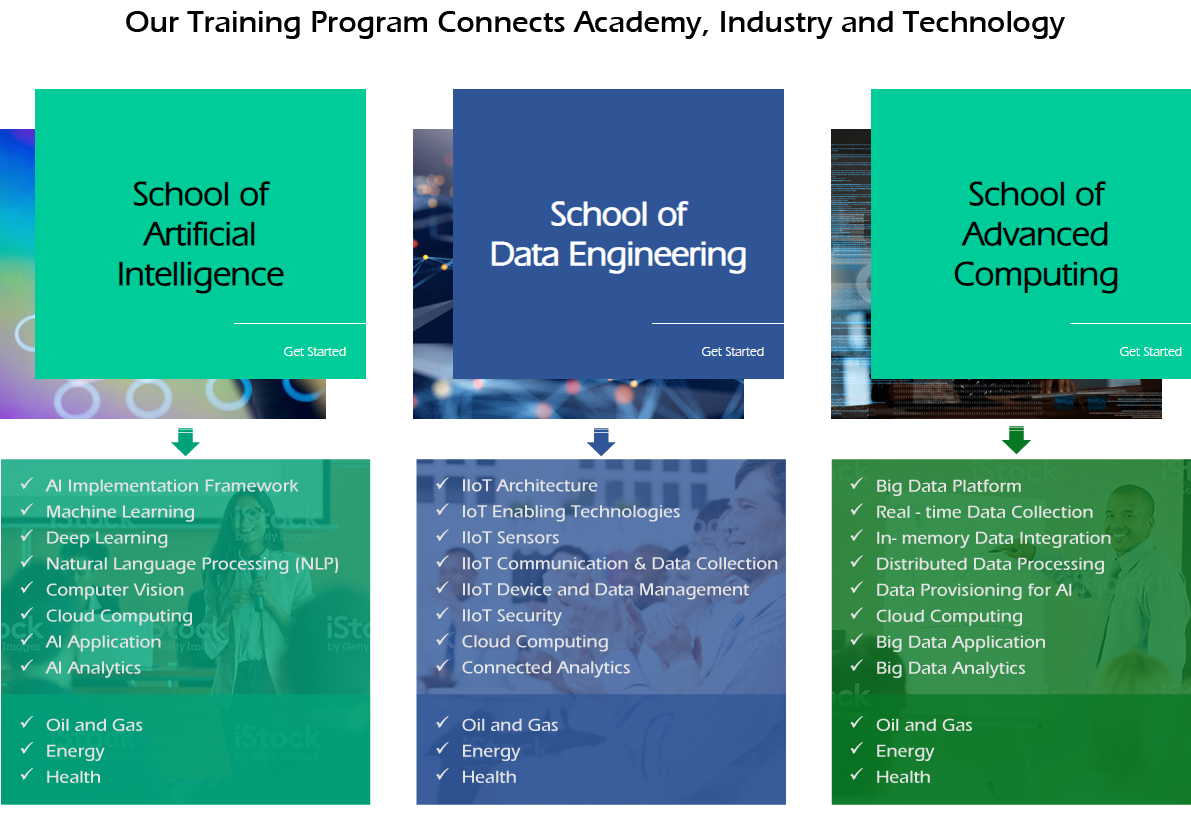 Our Training Program Connects Academy, Industry and Technology
School of
Artificial
Intelligence
Get Started
School of
Data Engineering
Get Started
School of
Advanced
Computing
Get Started
✓ AI Implementation Framework
✓ Machine Learning
✓ Deep Learning
✓ Natural Language Processing (NLP)
✓ Computer Vision
✓ Cloud Computing
✓ AI Application
✓ AI Analytics
✓ Oil and Gas
✓ Energy
✓ Health
✓ IIoT Architecture
✓ IoT Enabling Technologies
✓ IIoT Sensors
✓ IIoT Communication & Data Collection
✓ IIoT Device and Data Management
✓ IIoT Security
✓ Cloud Computing
✓ Connected Analytics
✓ Oil and Gas
✓ Energy
✓ Health
✓ Big Data Platform
✓ Real - time Data Collection
✓ In- memory Data Integration
✓ Distributed Data Processing
✓ Data Provisioning for AI
✓ Cloud Computing
✓ Big Data Application
✓ Big Data Analytics
✓ Oil and Gas
✓ Energy
✓ Health
iStock
by Getty Images